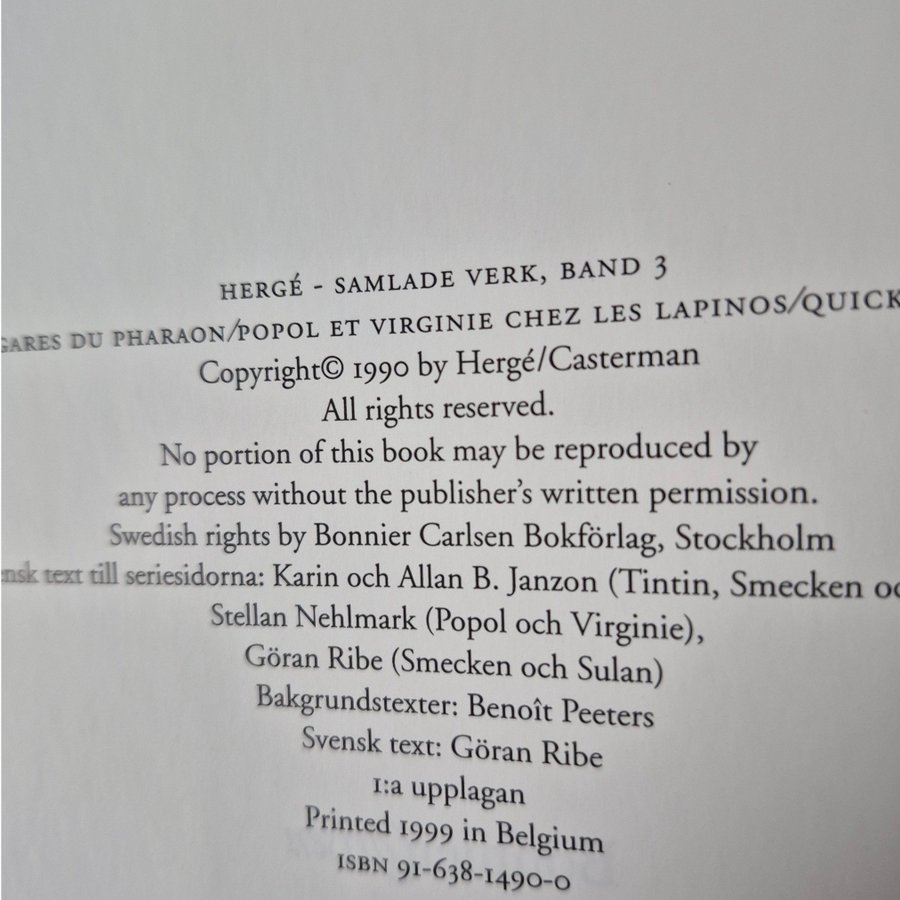 HERGÉ - SAMLADE VERK, BAND 3
GARES DU PHARAON/POPOL ET VIRGINIE CHEZ LES LAPINOS/QUICK
Copyright© 1990 by Hergé/Casterman
All rights reserved.
No portion of this book may be reproduced by
any process without the publisher's written permission.
Swedish rights by Bonnier Carlsen Bokförlag, Stockholm
nsk text till seriesidorna: Karin och Allan B. Janzon (Tintin, Smecken oc
Stellan Nehlmark (Popol och Virginie),
Göran Ribe (Smecken och Sulan)
Bakgrundstexter: Benoît Peeters
Svensk text: Göran Ribe
1:a upplagan
Printed 1999 in Belgium
ISBN 91-638-1490-0